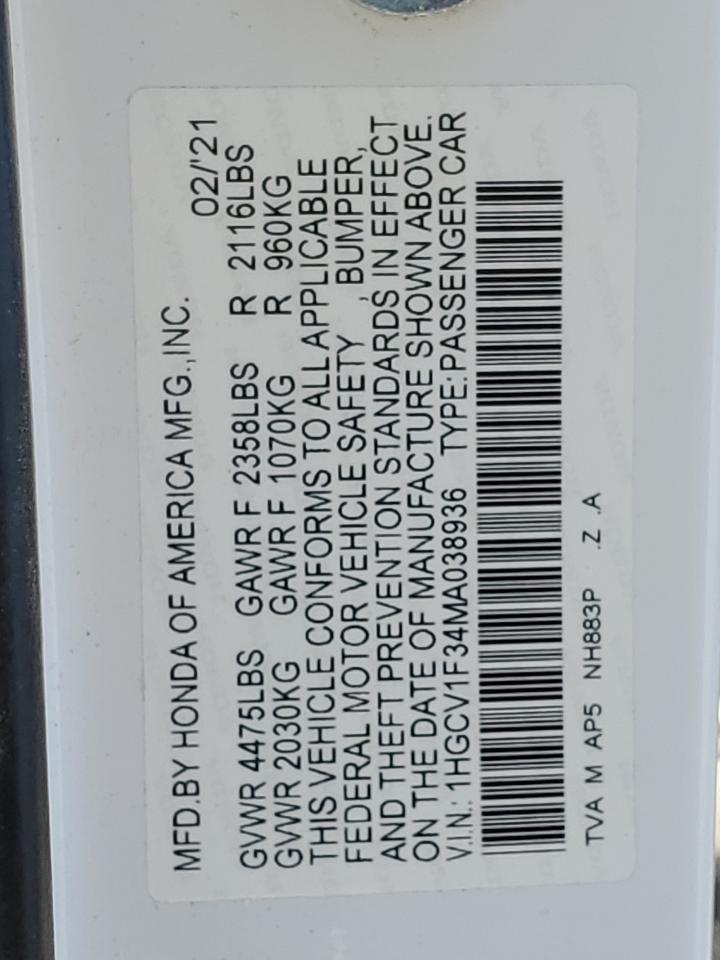 MFD.BY HONDA OF AMERICA MFG.,INC. 02/'21
GVWR 4475LBS GAWR F 2358LBS R 2116LBS
GVWR 2030KG GAWR F 1070KG R 960KG
THIS VEHICLE CONFORMS TO ALL APPLICABLE
FEDERAL MOTOR VEHICLE SAFETY , BUMPER,
AND THEFT PREVENTION STANDARDS IN EFFECT
ON THE DATE OF MANUFACTURE SHOWN ABOVE.
V.I.N.: 1HGCV1F34MA038936 TYPE:PASSENGER CAR
TVA M AP5 NH883P .Z .A